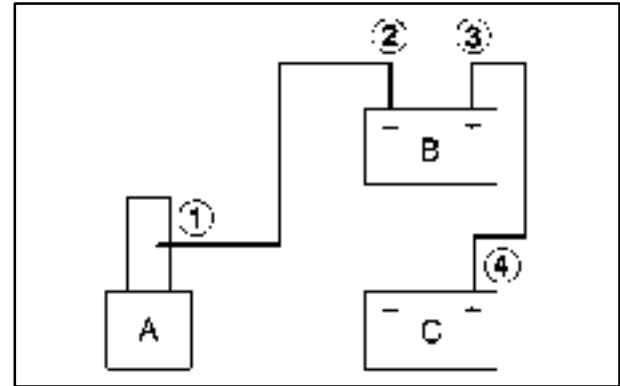 ② ③
− +
B
①
④
− +
A
C